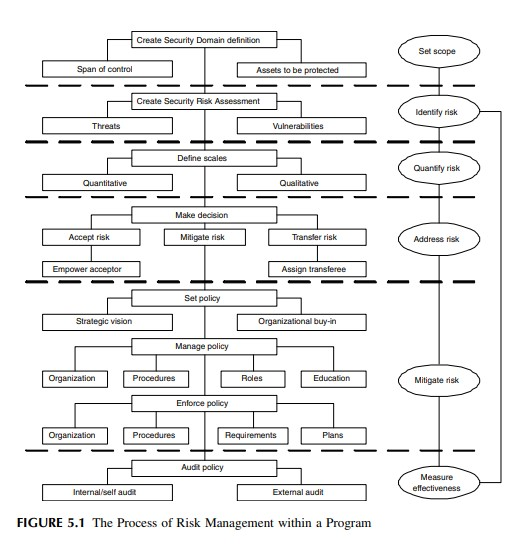 Create Security Domain definition
Set scope
Span of control
Assets to be protected
Create Security Risk Assessment
Identify risk
Threats
Vulnerabilities
Define scales
Quantify risk
Quantitative
Qualitative
Make decision
Accept risk
Mitigate risk
Transfer risk
Address risk
Empower acceptor
Assign transferee
Set policy
Strategic vision
Organizational buy-in
Manage policy
Organization
Procedures
Roles
Education
Mitigate risk
Enforce policy
Organization
Procedures
Requirements
Plans
Audit policy
Measure
effectiveness
Internal/self audit
External audit
FIGURE 5.1 The Process of Risk Management within a Program